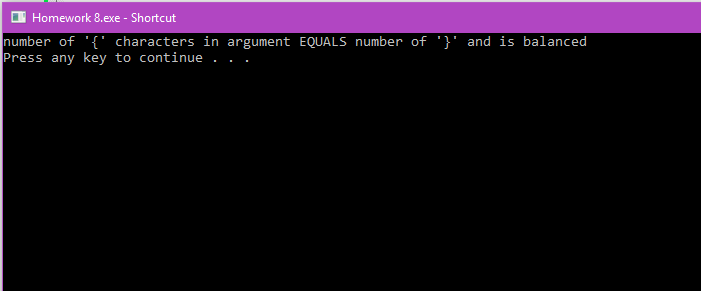 Homework 8.exe - Shortcut
number of '{' characters in argument EQUALS number of '}' and is balanced
Press any key to continue . . .